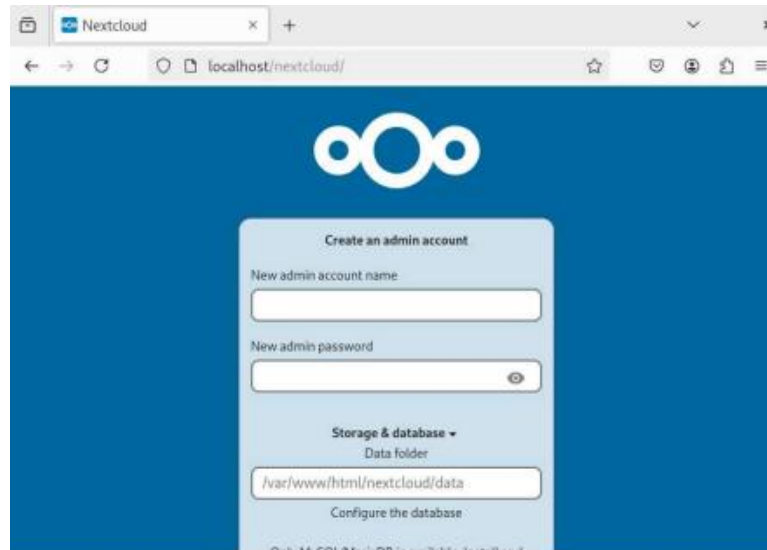 Nextcloud
localhost/nextcloud/
Create an admin account
New admin account name
New admin password
Storage & database
Data folder
/var/www/html/nextcloud/data
Configure the database